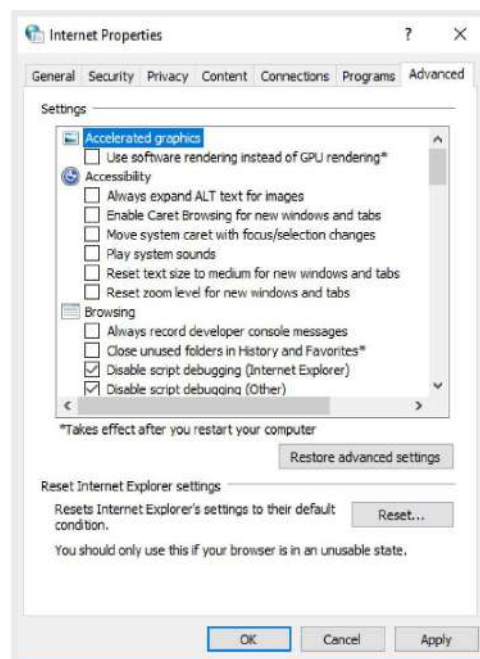 Internet Properties
General Security Privacy Content Connections Programs Advanced
Settings
Accelerated graphics
Use software rendering instead of GPU rendering*
Accessibility
Always expand ALT text for images
Enable Caret Browsing for new windows and tabs
Move system caret with focus/selection changes
Play system sounds
Reset text size to medium for new windows and tabs
Reset zoom level for new windows and tabs
Browsing
Always record developer console messages
Close unused folders in History and Favorites*
Disable script debugging (Internet Explorer)
Disable script debugging (Other)
*Takes effect after you restart your computer
Restore advanced settings
Reset Internet Explorer settings
Resets Internet Explorer's settings to their default
condition.
Reset...
You should only use this if your browser is in an unusable state.
OK Cancel Apply